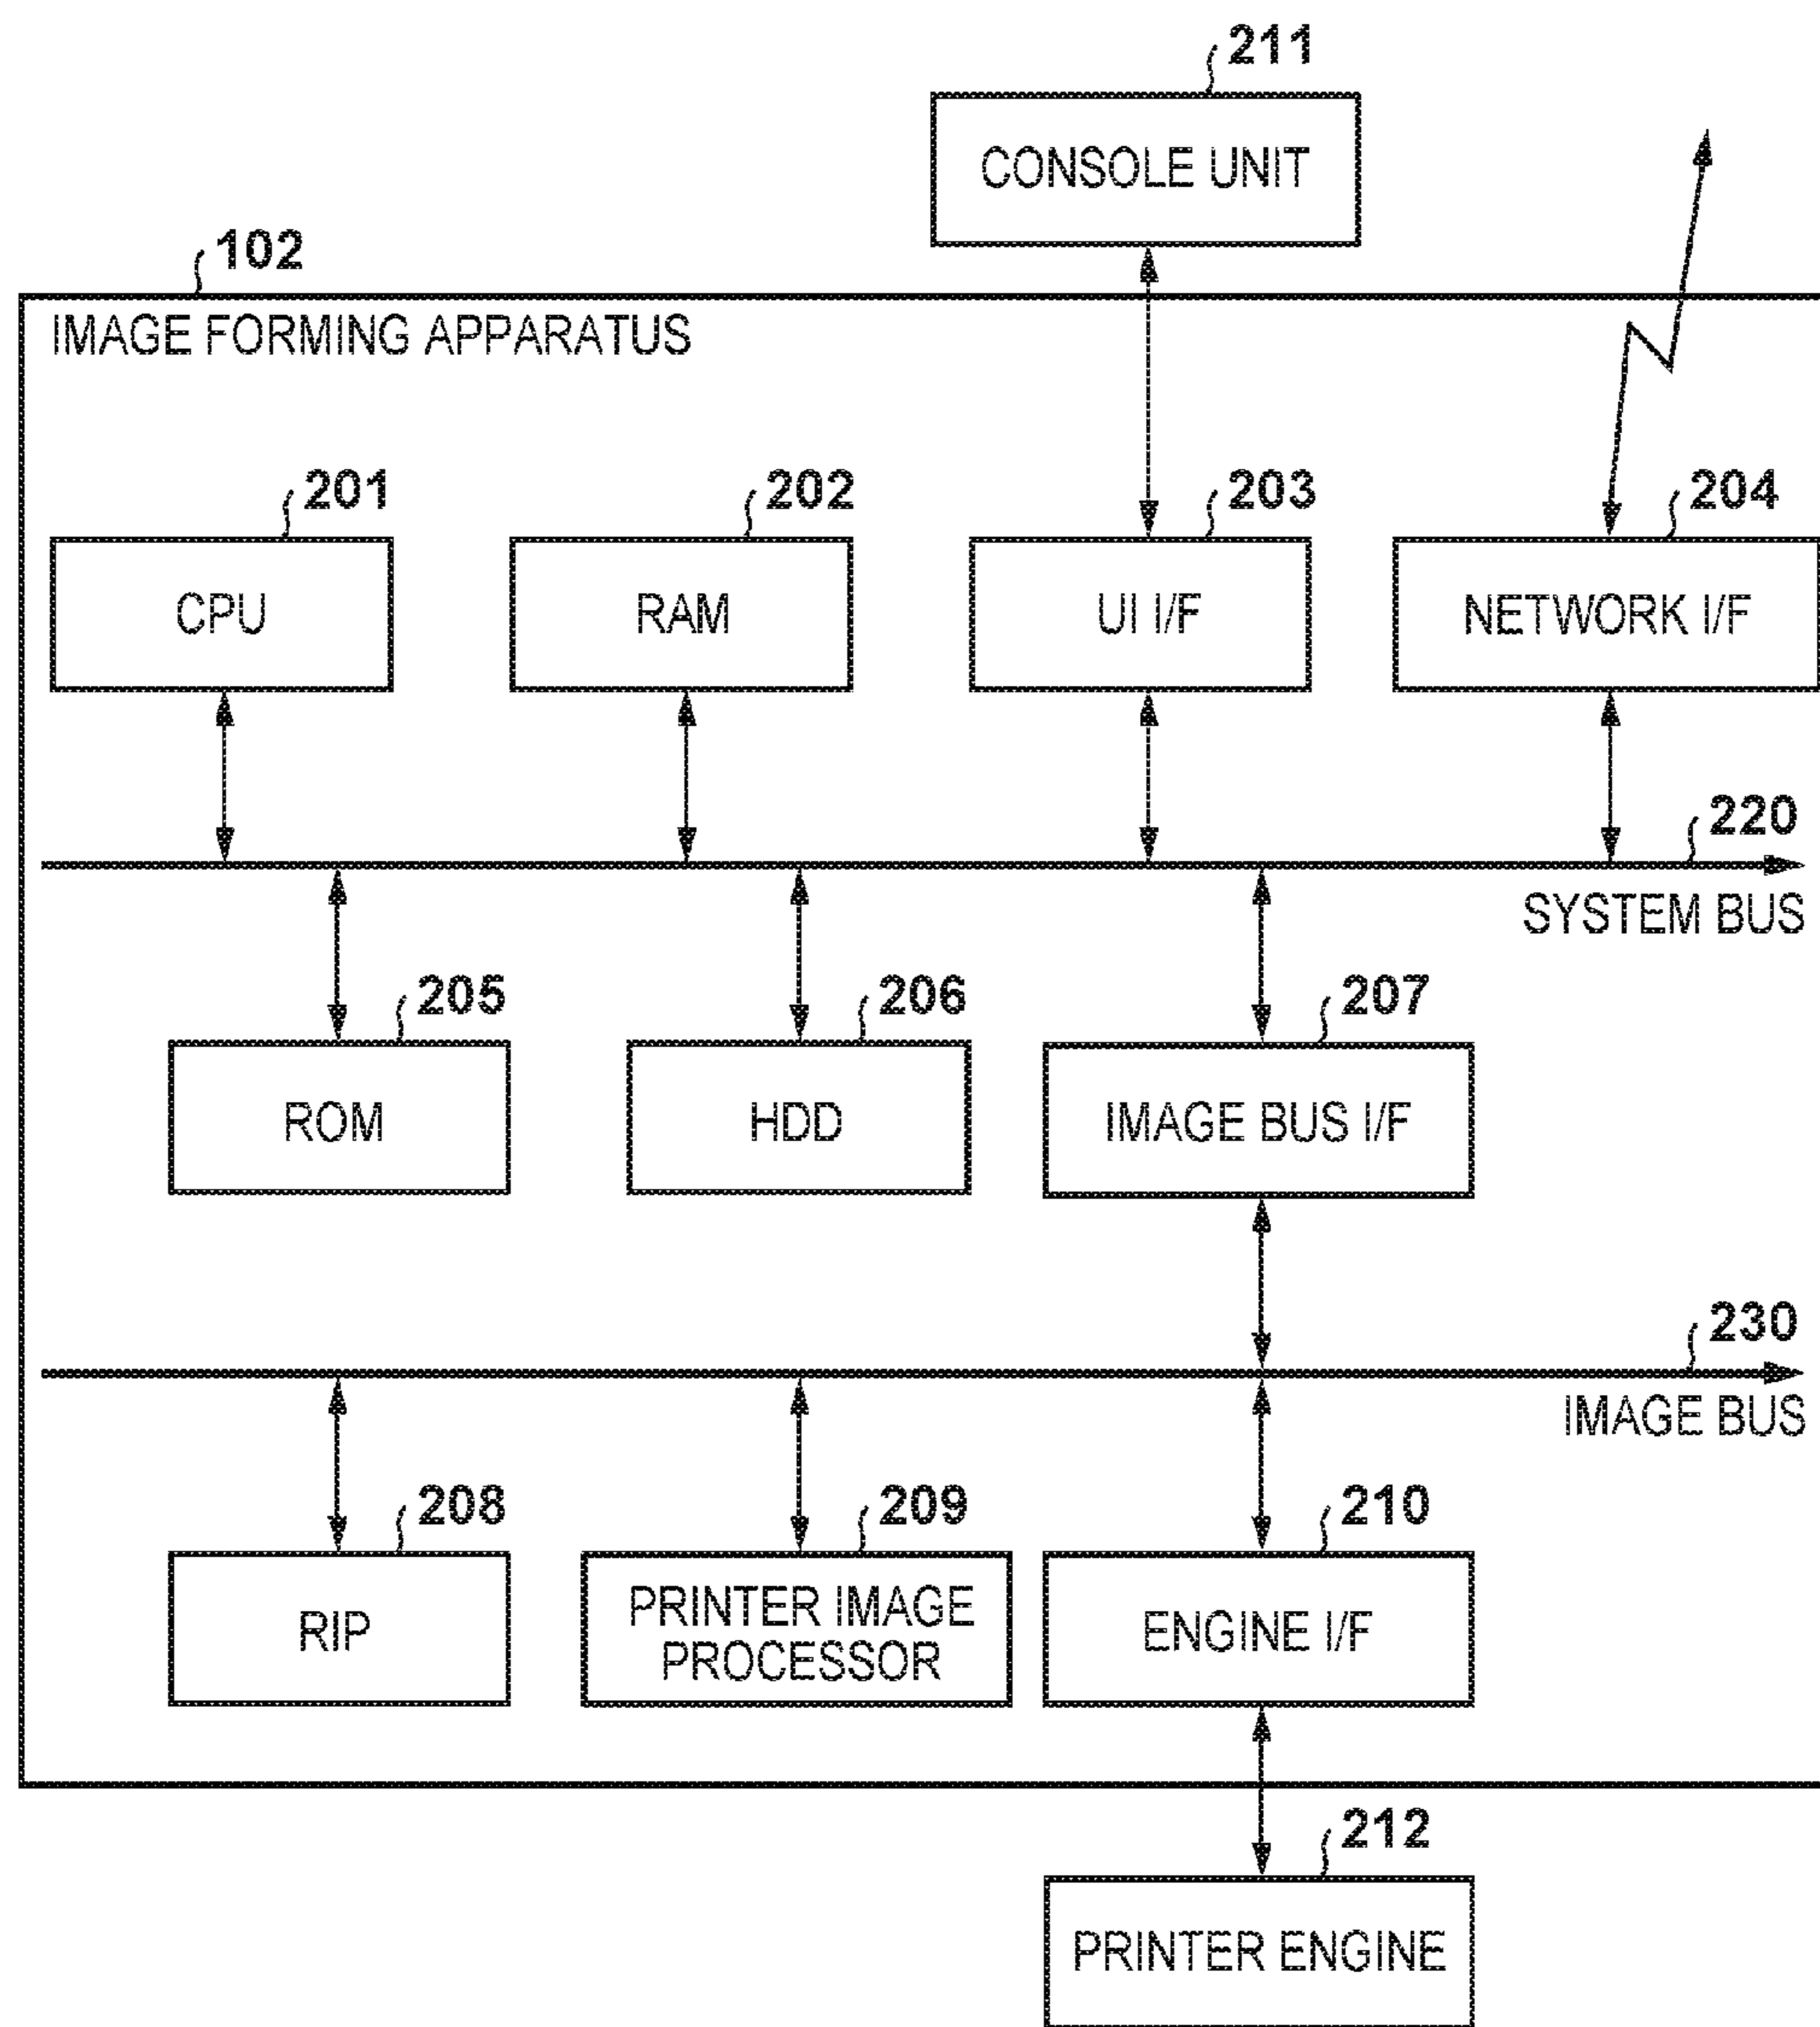 211
CONSOLE UNIT
102
IMAGE FORMING APPARATUS
201
202
203
204
CPU
RAM
UI I/F
NETWORK I/F
220
SYSTEM BUS
205
206
207
ROM
HDD
IMAGE BUS I/F
230
IMAGE BUS
208
209
210
RIP
PRINTER IMAGE
PROCESSOR
ENGINE I/F
212
PRINTER ENGINE